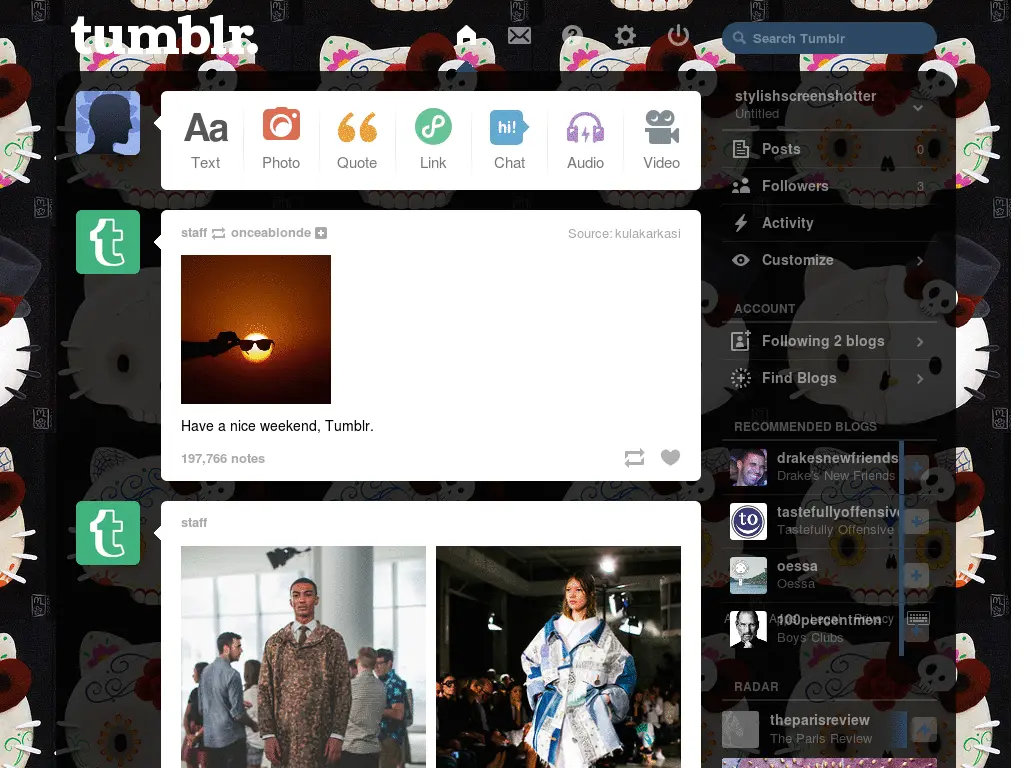 tumblr.
Search Tumblr
Aa
hi!
Text Photo Quote Link Chat Audio Video
stylishscreenshotter
Untitled
Posts 0
Followers 3
Activity
Customize
ACCOUNT
Following 2 blogs
Find Blogs
RECOMMENDED BLOGS
drakesnewfriends
Drake's New Friends
to
tastefullyoffensive
Tastefully Offensive
oessa
Oessa
100percentmen
Boys Clubs
RADAR
theparisreview
The Paris Review
t
staff onceablonde
Source: kulakarkasi
Have a nice weekend, Tumblr.
197,766 notes
t
staff